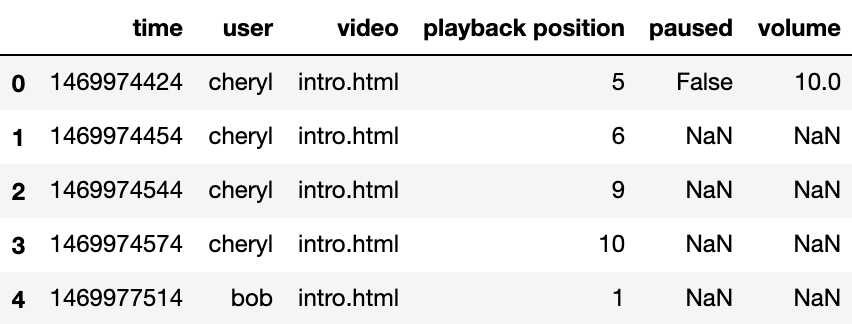 time user video playback position paused volume
0 1469974424 cheryl intro.html 5 False 10.0
1 1469974454 cheryl intro.html 6 NaN NaN
2 1469974544 cheryl intro.html 9 NaN NaN
3 1469974574 cheryl intro.html 10 NaN NaN
4 1469977514 bob intro.html 1 NaN NaN